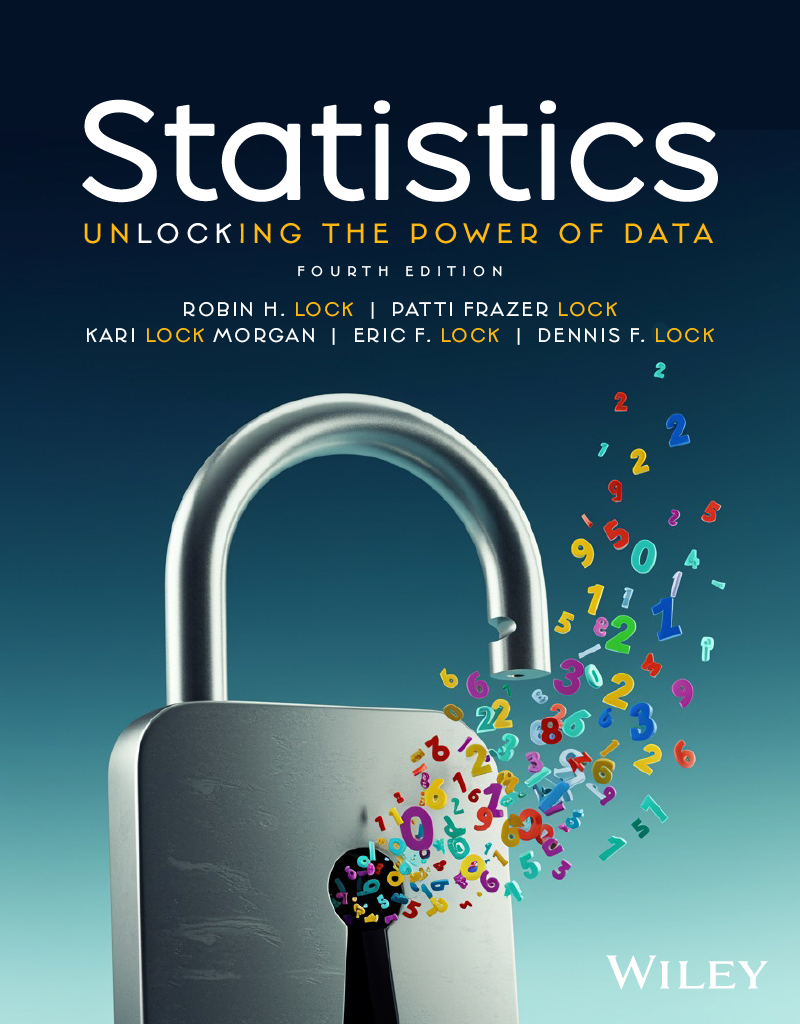 Statistics
UNLOCKING THE POWER OF DATA
FOURTH EDITION
ROBIN H. LOCK | PATTI FRAZER LOCK
KARI LOCK MORGAN | ERIC F. LOCK | DENNIS F. LOCK
WILEY